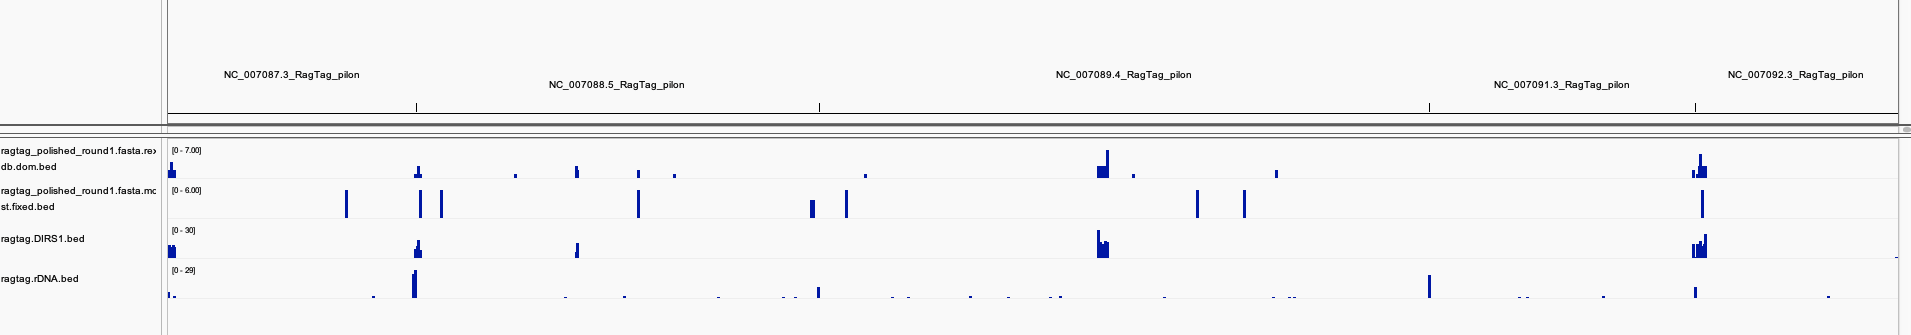 NC_007087.3_RagTag_pilon
NC_007089.4_RagTag_pilon
NC_007092.3_RagTag_pilon
NC_007088.5_RagTag_pilon
NC_007091.3_RagTag_pilon
ragtag_polished_round1.fasta.rex
[0 - 7.00]
db.dom.bed
ragtag_polished_round1.fasta.mc
[0 - 6.00]
st.fixed.bed
[0 - 30]
ragtag.DIRS1.bed
[0 - 29]
ragtag.rDNA.bed